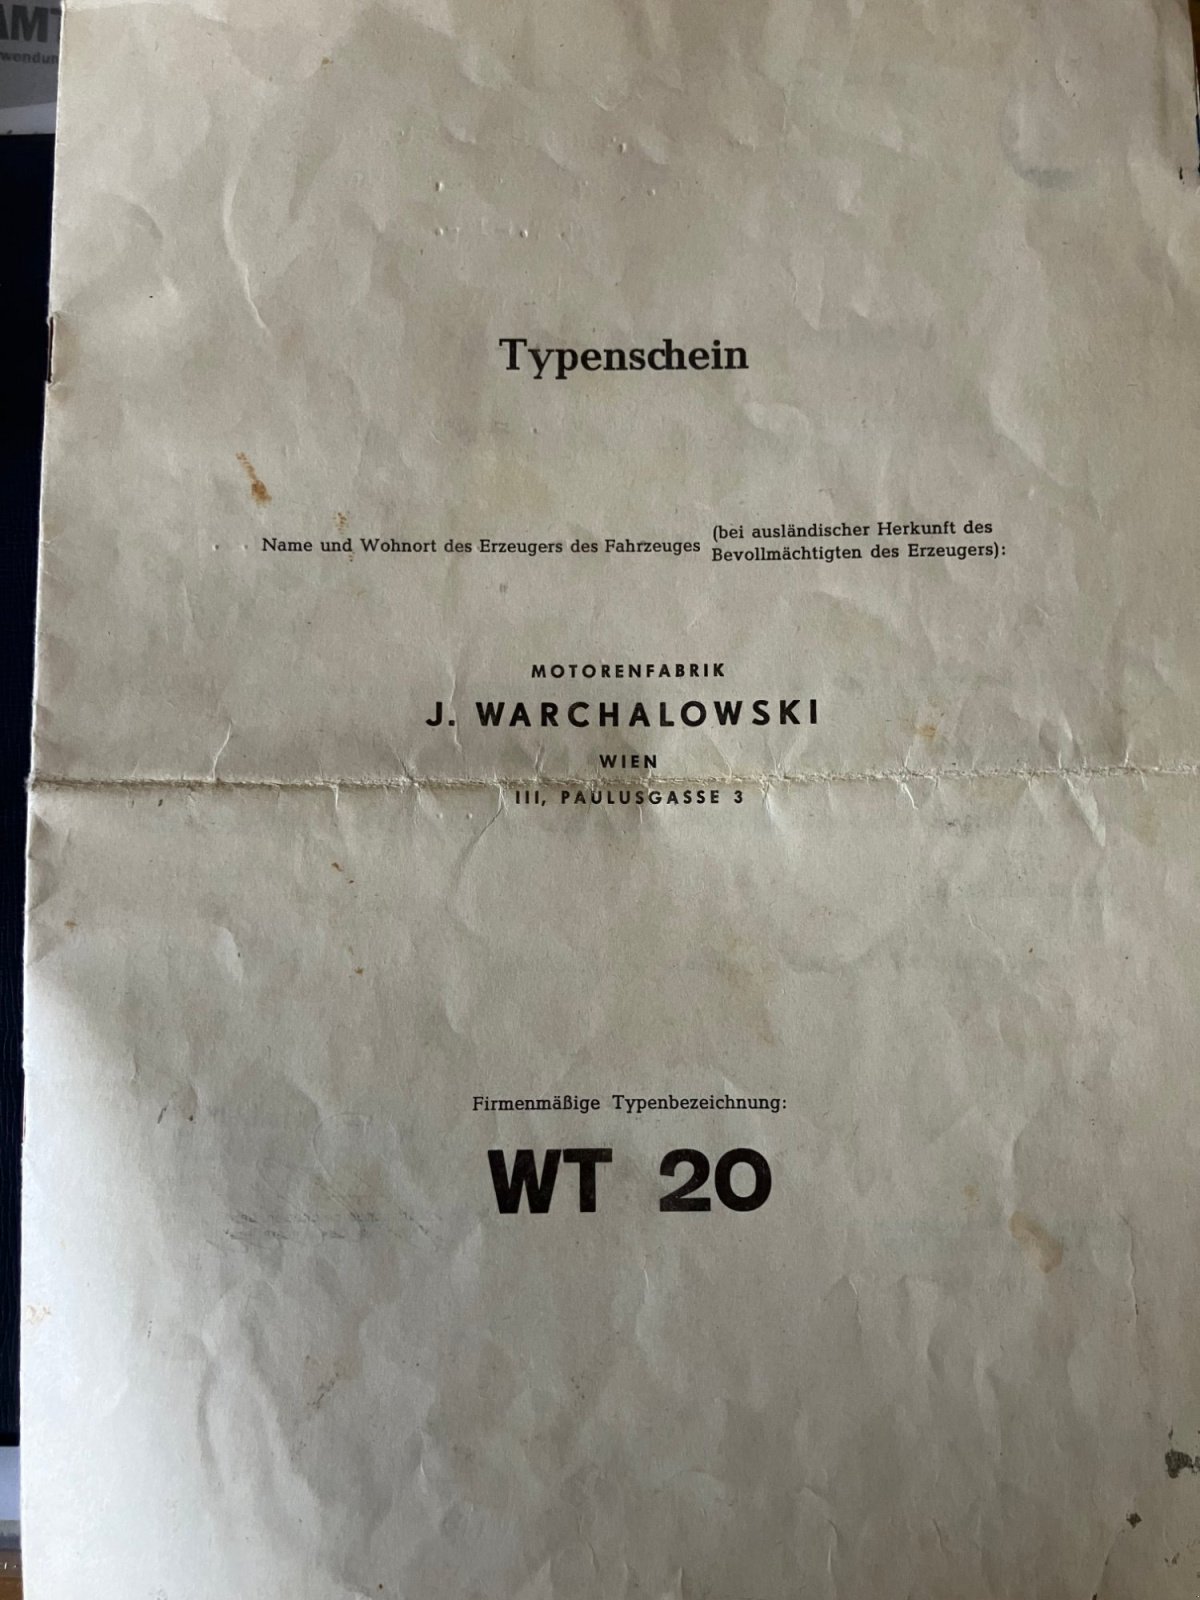 Typenschein
Name und Wohnort des Erzeugers des Fahrzeuges (bei ausländischer Herkunft des
Bevollmächtigten des Erzeugers):
MOTORENFABRIK
J. WARCHALOWSKI
WIEN
III, PAULUSGASSE 3
Firmenmäßige Typenbezeichnung:
WT 20